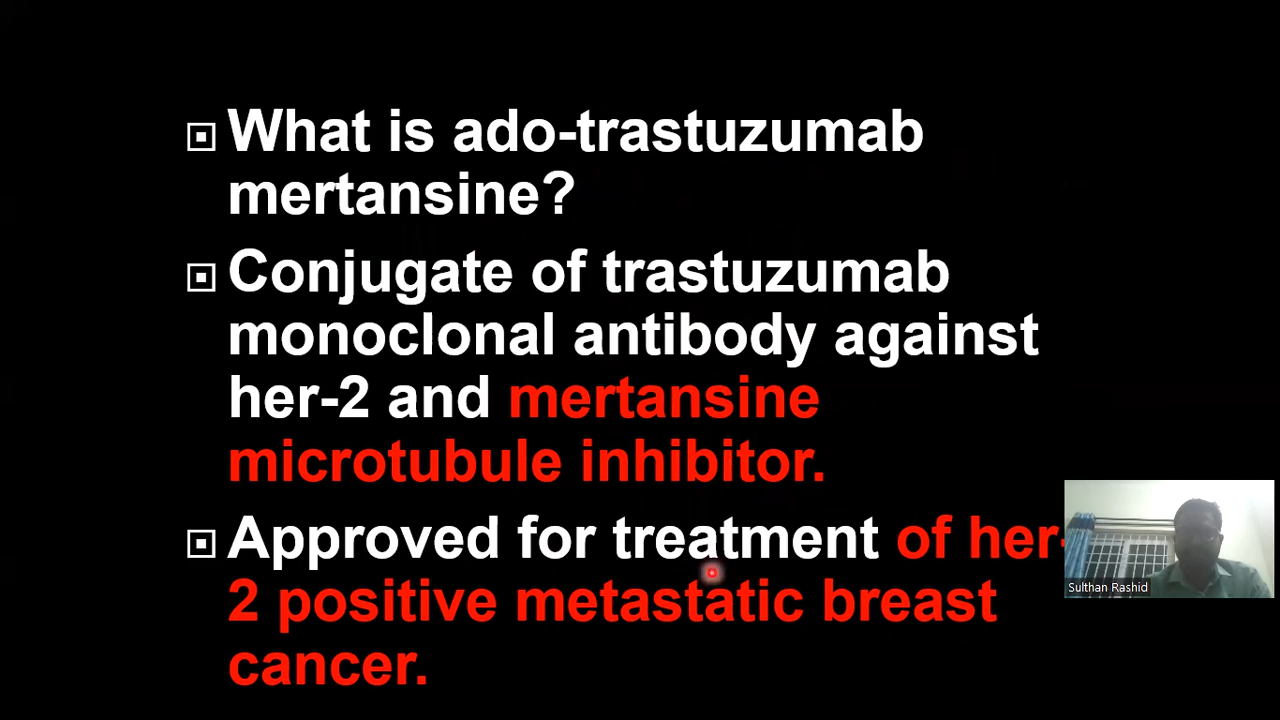 What is ado-trastuzumab
mertansine?
Conjugate of trastuzumab
monoclonal antibody against
her-2 and mertansine
microtubule inhibitor.
Approved for treatment of her-
2 positive metastatic breast
cancer.
Sulthan Rashid